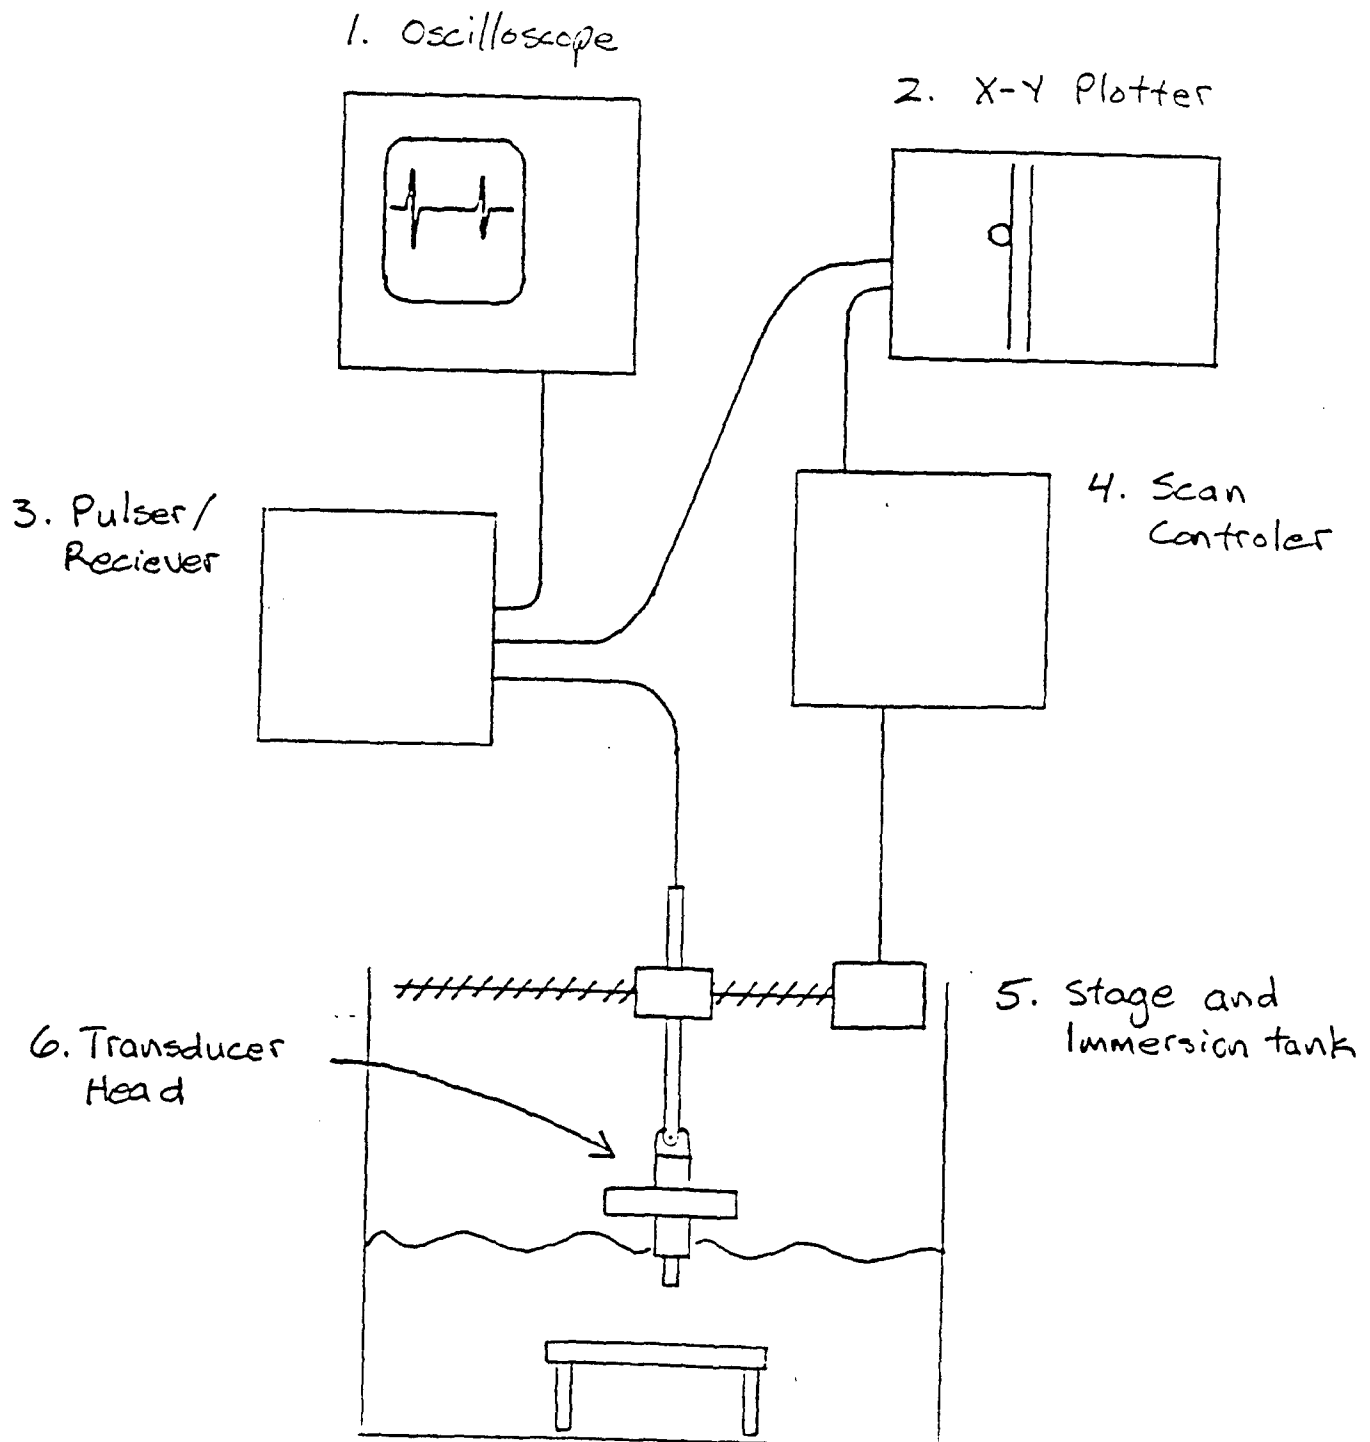 1. Oscilloscope
2. X-Y Plotter
3. Pulser/
Reciever
4. Scan
Controler
5. Stage and
Immersion tank
6. Transducer
Head